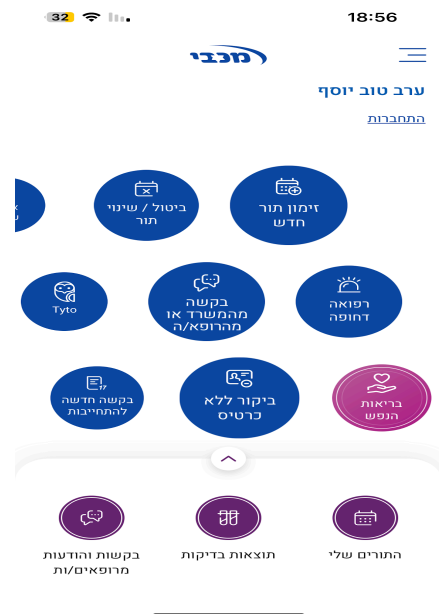 18:56
32
מכבי
ערב טוב יוסף
התחברות
זימון תור
חדש
ביטול / שינוי
תור
רפואה
דחופה
בקשה
מהמשרד או
מהרופא/ה
Tyto
בריאות
הנפש
ביקור ללא
כרטיס
בקשה חדשה
להתחייבות
התורים שלי
תוצאות בדיקות
בקשות והודעות
מרופאים/ות